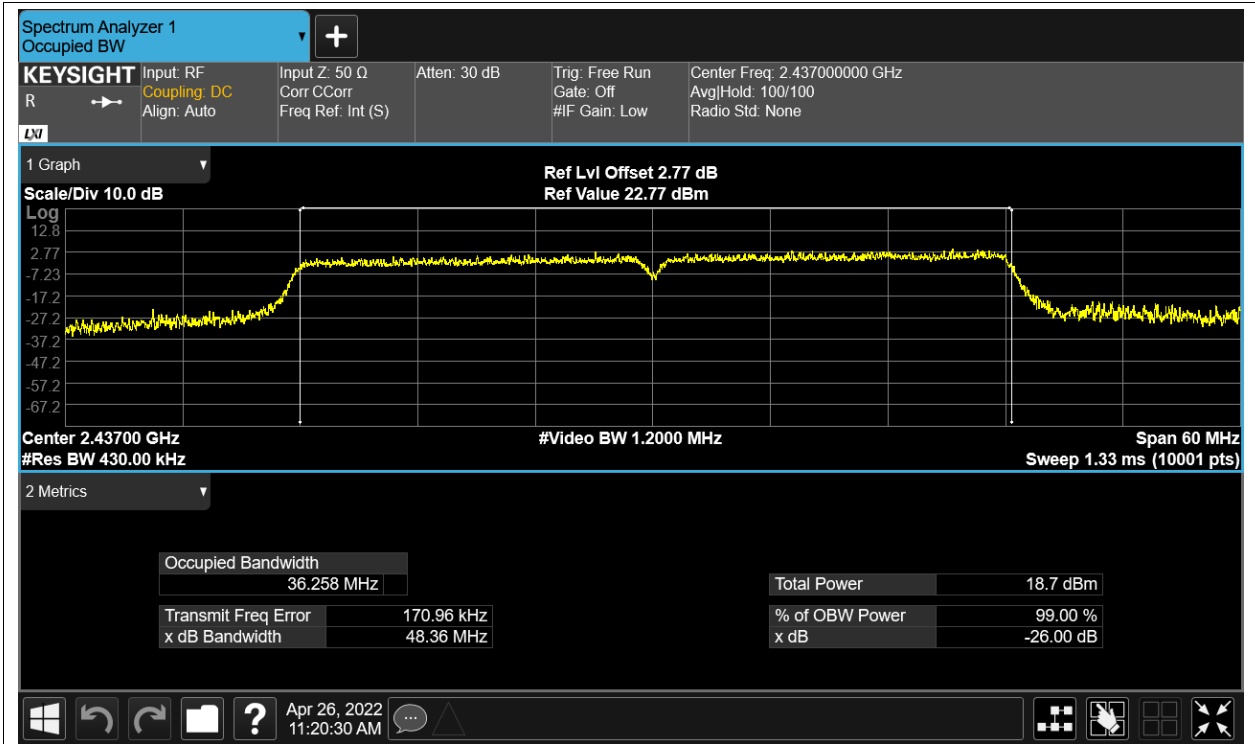 Spectrum Analyzer 1
Occupied BW
KEYSIGHT
R
LXI
Input: RF
Coupling: DC
Align: Auto
Input Z: 50 Ω
Corr CCorr
Freq Ref: Int (S)
Atten: 30 dB
Trig: Free Run
Gate: Off
#IF Gain: Low
Center Freq: 2.437000000 GHz
Avg|Hold: 100/100
Radio Std: None
1 Graph
Scale/Div 10.0 dB
Ref Lvl Offset 2.77 dB
Ref Value 22.77 dBm
Log
12.8
2.77
-7.23
-17.2
-27.2
-37.2
-47.2
-57.2
-67.2
Center 2.43700 GHz
#Video BW 1.2000 MHz
Span 60 MHz
#Res BW 430.00 kHz
Sweep 1.33 ms (10001 pts)
2 Metrics
Occupied Bandwidth
36.258 MHz
Total Power 18.7 dBm
Transmit Freq Error 170.96 kHz
% of OBW Power 99.00 %
x dB Bandwidth 48.36 MHz
x dB -26.00 dB
?
Apr 26, 2022
11:20:30 AM